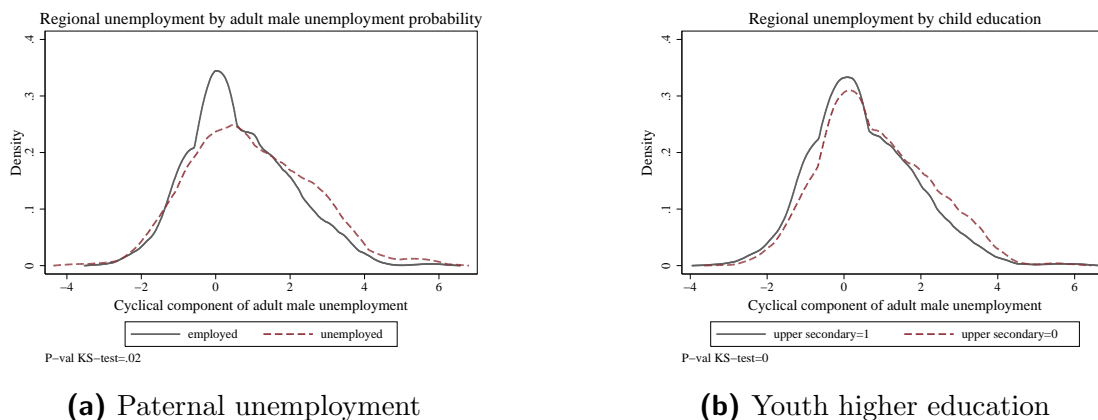 Regional unemployment by adult male unemployment probability
.4
.3
.2
.1
0
Density
−4
−2
0
2
4
6
Cyclical component of adult male unemployment
employed
unemployed
P−val KS−test=.02
(a) Paternal unemployment
Regional unemployment by child education
.4
.3
.2
.1
0
Density
−4
−2
0
2
4
6
Cyclical component of adult male unemployment
upper secondary=1
upper secondary=0
P−val KS−test=0
(b) Youth higher education